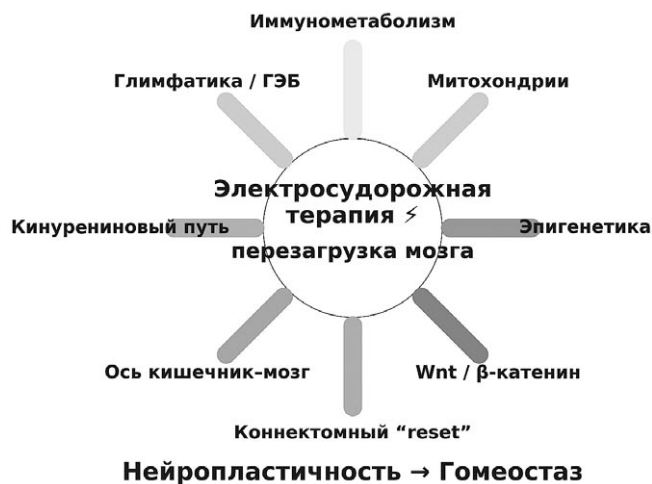 Иммунометаболизм
Глимфатика / ГЭБ
Митохондрии
Электросудорожная
терапия ⚡
перезагрузка мозга
Кинурениновый путь
Эпигенетика
Ось кишечник–мозг
Wnt / β-катенин
Коннектомный “reset”
Нейропластичность → Гомеостаз